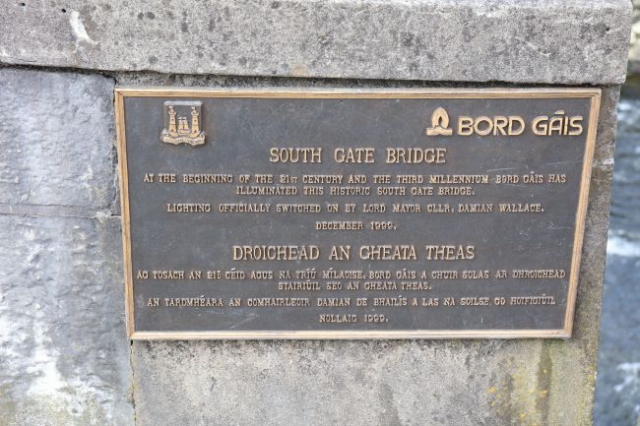 BORD GÁIS
SOUTH GATE BRIDGE
AT THE BEGINNING OF THE 21ST CENTURY AND THE THIRD MILLENNIUM BORD GÁIS HAS
ILLUMINATED THIS HISTORIC SOUTH GATE BRIDGE.
LIGHTING OFFICIALLY SWITCHED ON BY LORD MAYOR CLLR. DAMIAN WALLACE.
DECEMBER 1999.
DROICHEAD AN GHEATA THEAS
AG TOSACH AN 21Ú CÉID AGUS NA TRÍÚ MÍLAOISE, BORD GÁIS A CHUIR SOLAS AR DHROICHEAD
STAIRIÚIL SEO AN GHEATA THEAS.
AN TARDMHÉARA AN COMHAIRLEOIR DAMIAN DE BHAILÍS A LAS NA SOILSE GO HOIFIGIÚIL
NOLLAIG 1999.